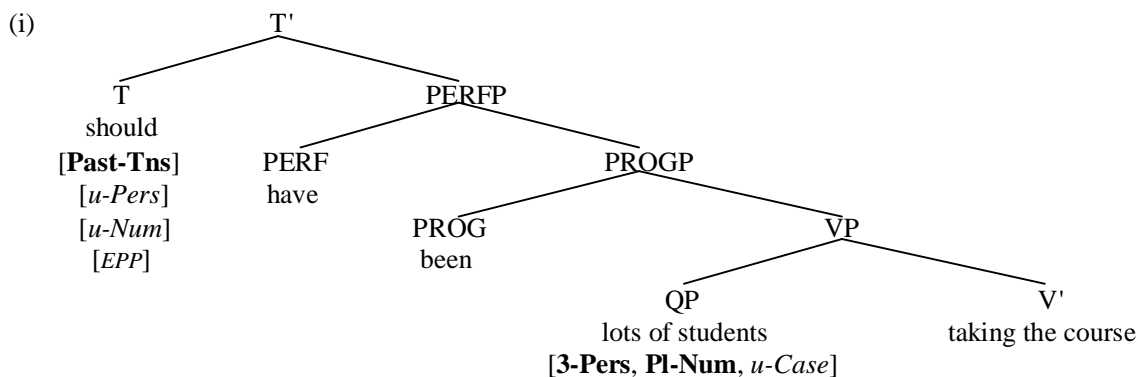 (i) T'
T PERFP
should
[Past-Tns] PERF PROGP
[u-Pers] have
[u-Num] PROG VP
[EPP] been
QP V'
lots of students taking the course
[3-Pers, Pl-Num, u-Case]